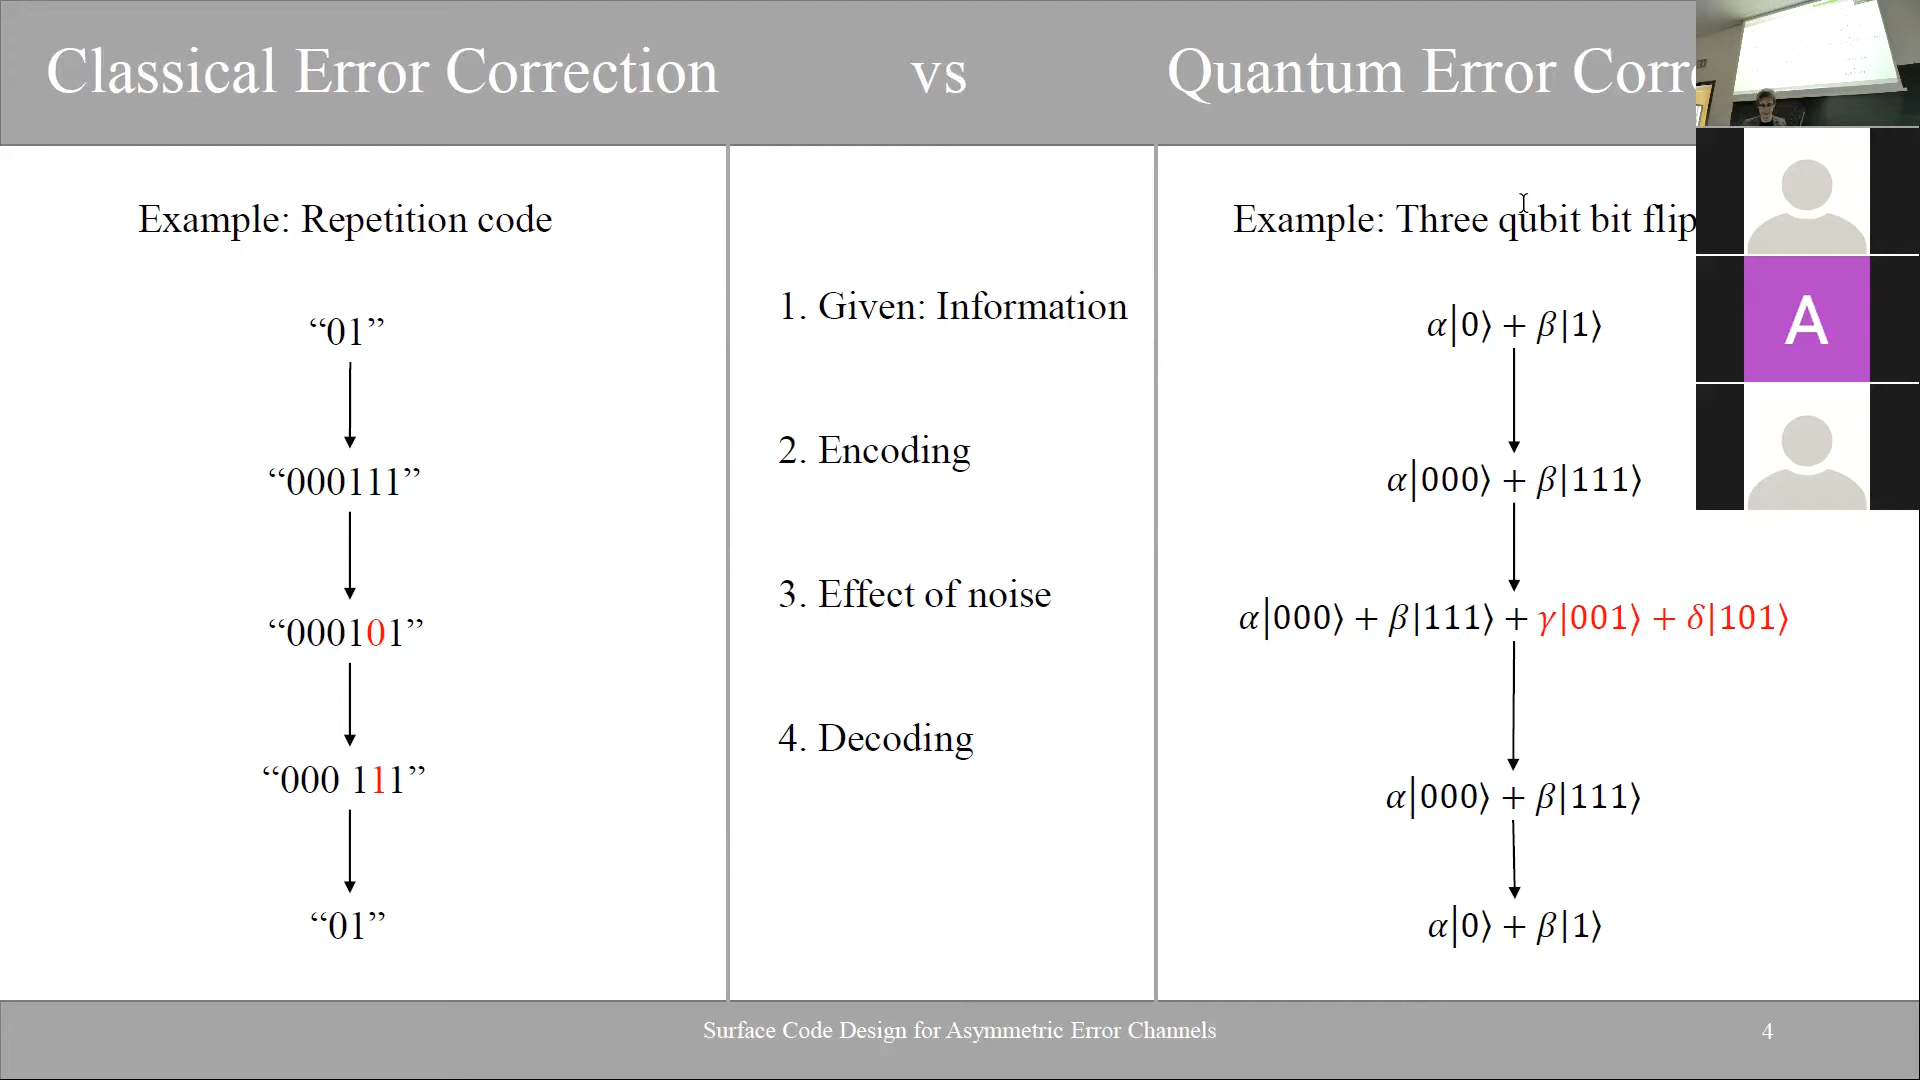 Classical Error Correction vs Quantum Error Corr
Example: Repetition code
“01”
“000111”
“000101”
“000 111”
“01”
1. Given: Information
2. Encoding
3. Effect of noise
4. Decoding
Example: Three qubit bit flip
α|0⟩ + β|1⟩
α|000⟩ + β|111⟩
α|000⟩ + β|111⟩ + γ|001⟩ + δ|101⟩
α|000⟩ + β|111⟩
α|0⟩ + β|1⟩
A
Surface Code Design for Asymmetric Error Channels
4